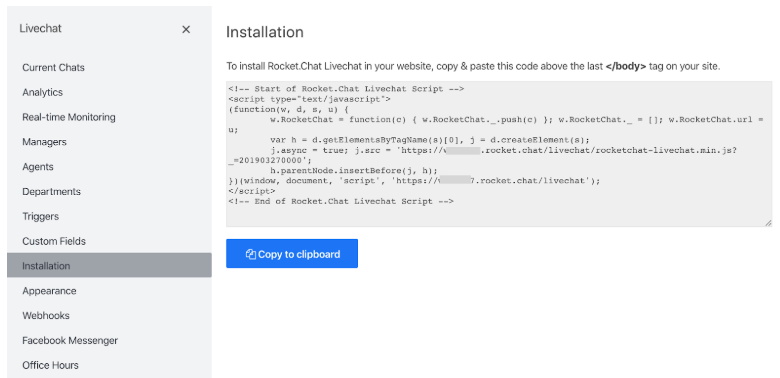 Livechat
Current Chats
Analytics
Real-time Monitoring
Managers
Agents
Departments
Triggers
Custom Fields
Installation
Appearance
Webhooks
Facebook Messenger
Office Hours
Installation
To install Rocket.Chat Livechat in your website, copy & paste this code above the last </body> tag on your site.
<!-- Start of Rocket.Chat Livechat Script -->
<script type="text/javascript">
(function(w, d, s, u) {
w.RocketChat = function(c) { w.RocketChat._.push(c) }; w.RocketChat._ = []; w.RocketChat.url =
u;
var h = d.getElementsByTagName(s)[0], j = d.createElement(s);
j.async = true; j.src = 'https://.rocket.chat/livechat/rocketchat-livechat.min.js?
_=201903270000';
h.parentNode.insertBefore(j, h);
})(window, document, 'script', 'https://7.rocket.chat/livechat');
</script>
<!-- End of Rocket.Chat Livechat Script -->
Copy to clipboard